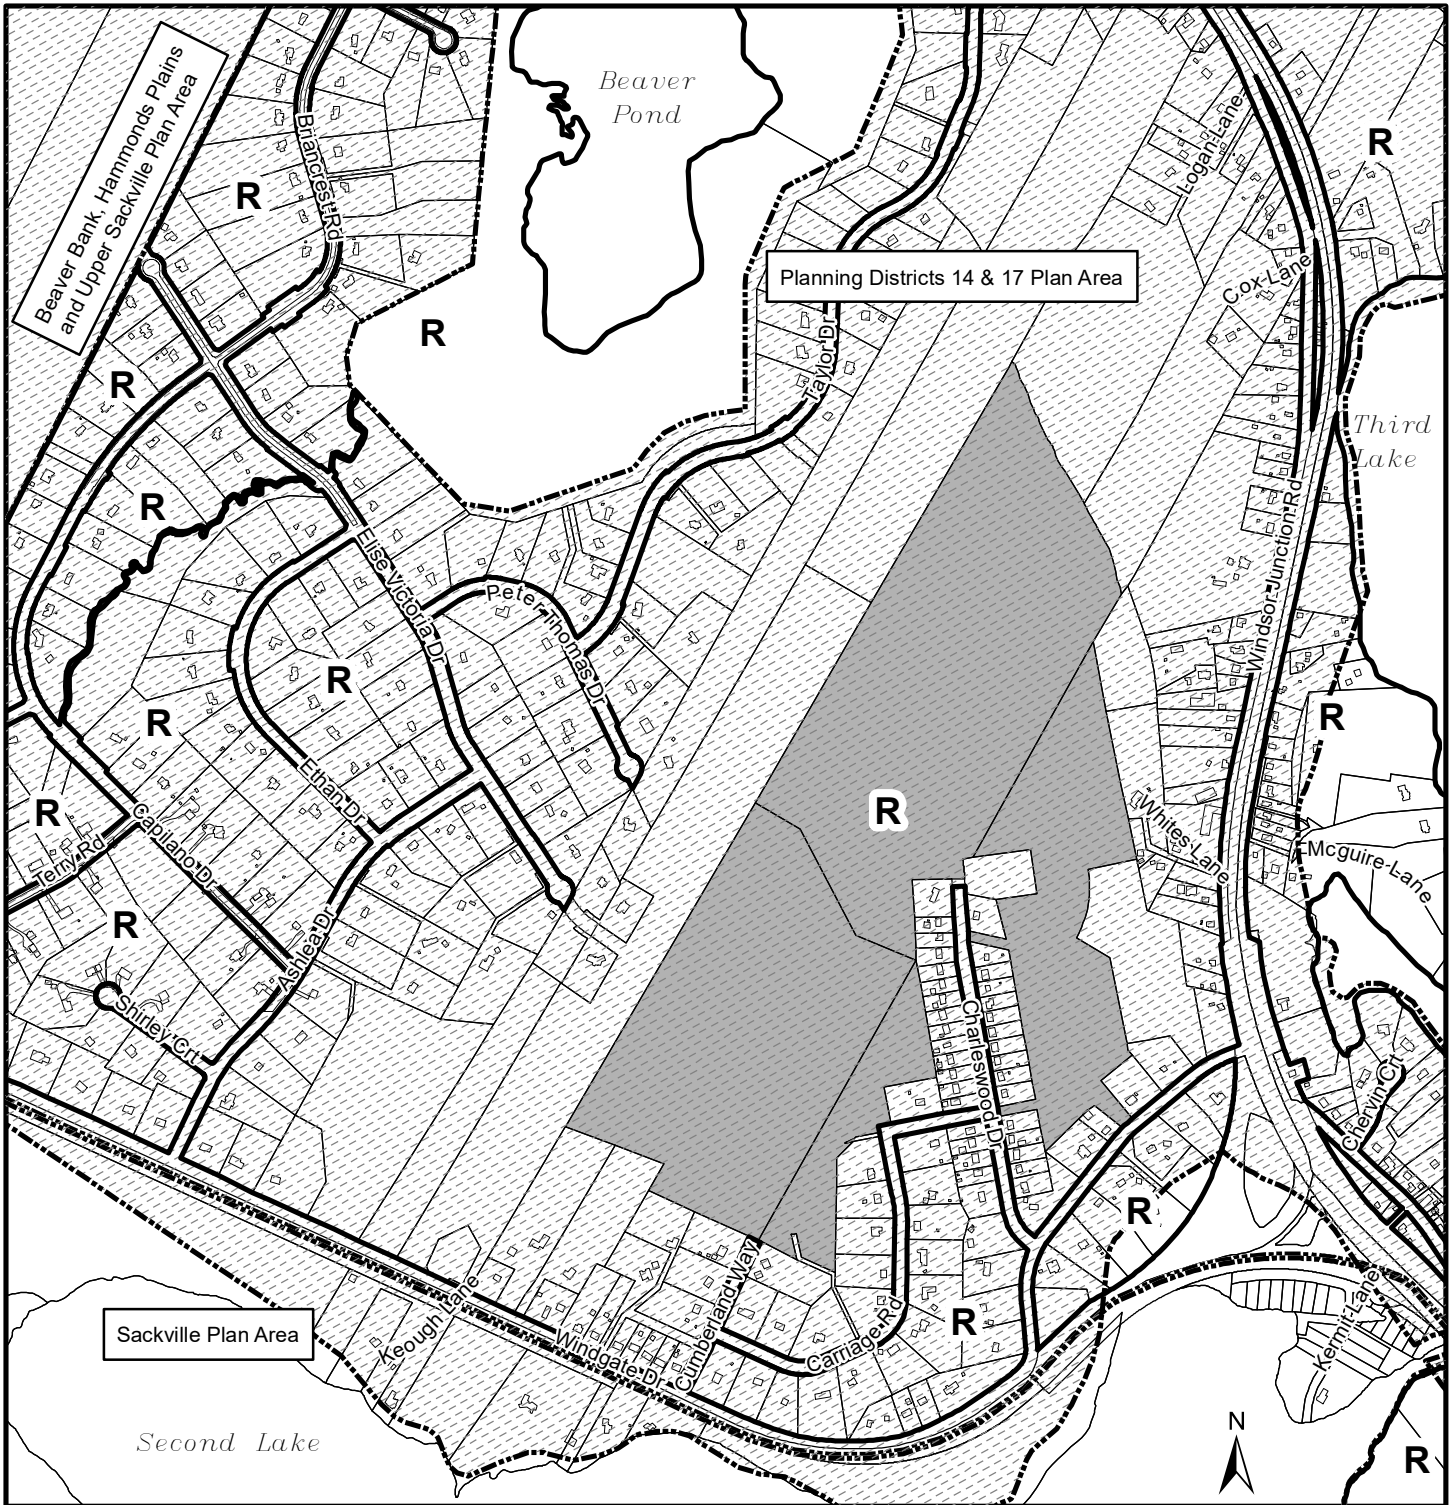 Beaver Bank, Hammonds Plains
and Upper Sackville Plan Area
Beaver
Pond
R
Briancrest Rd
R
Logan Lane
Planning Districts 14 & 17 Plan Area
Cox Lane
R
R
Taylor Dr
Third
Lake
R
Elise Victoria Dr
Windsor Junction Rd
Peter Thomas Dr
R
R
R
Ethan Dr
R
R
Capilano Dr
Whites Lane
Terry Rd
Mcguire Lane
R
Ashlea Dr
Shirley Crt
Charleswood Dr
Chervin Crt
R
Cumberland Way
Keough Lane
Sackville Plan Area
Windgate Dr
Carriage Rd
R
Kermit Lane
Second Lake
N
R